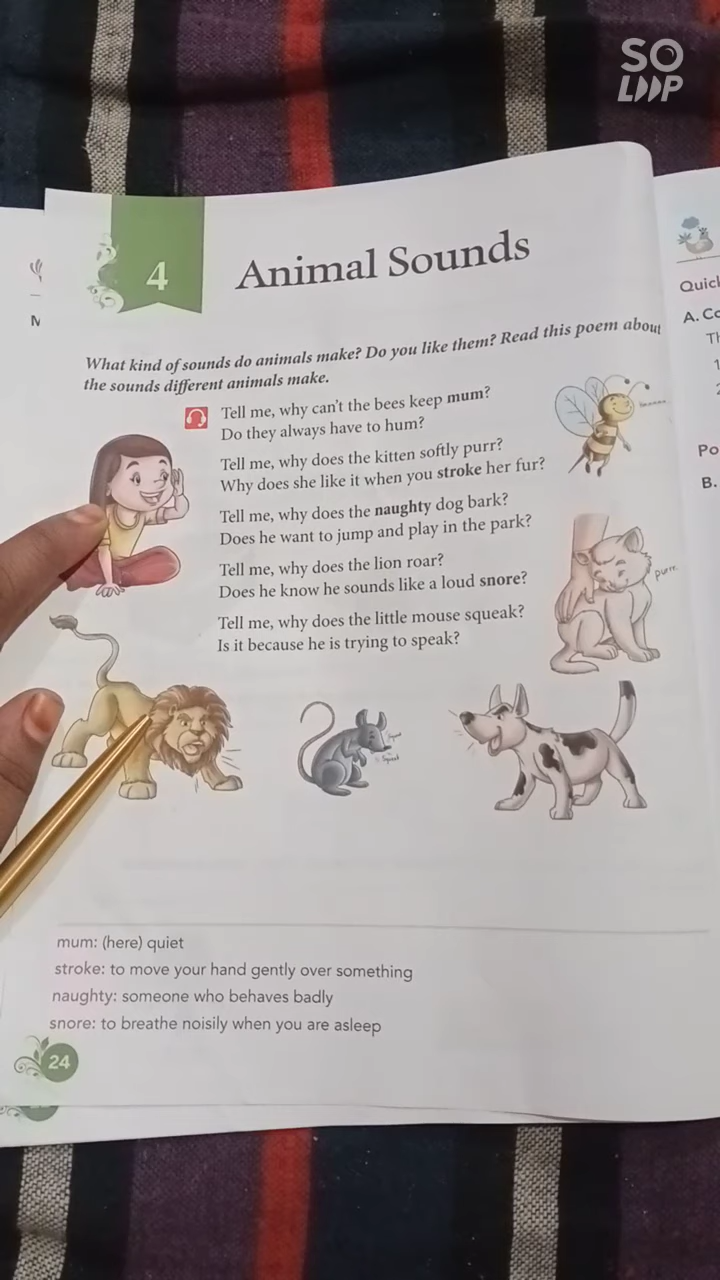 SO
LOOP
4
Animal Sounds
What kind of sounds do animals make? Do you like them? Read this poem about
the sounds different animals make.
Tell me, why can't the bees keep mum?
Do they always have to hum?
Tell me, why does the kitten softly purr?
Why does she like it when you stroke her fur?
Tell me, why does the naughty dog bark?
Does he want to jump and play in the park?
Tell me, why does the lion roar?
Does he know he sounds like a loud snore?
Tell me, why does the little mouse squeak?
Is it because he is trying to speak?
purr
mum: (here) quiet
stroke: to move your hand gently over something
naughty: someone who behaves badly
snore: to breathe noisily when you are asleep
24
A.
B.